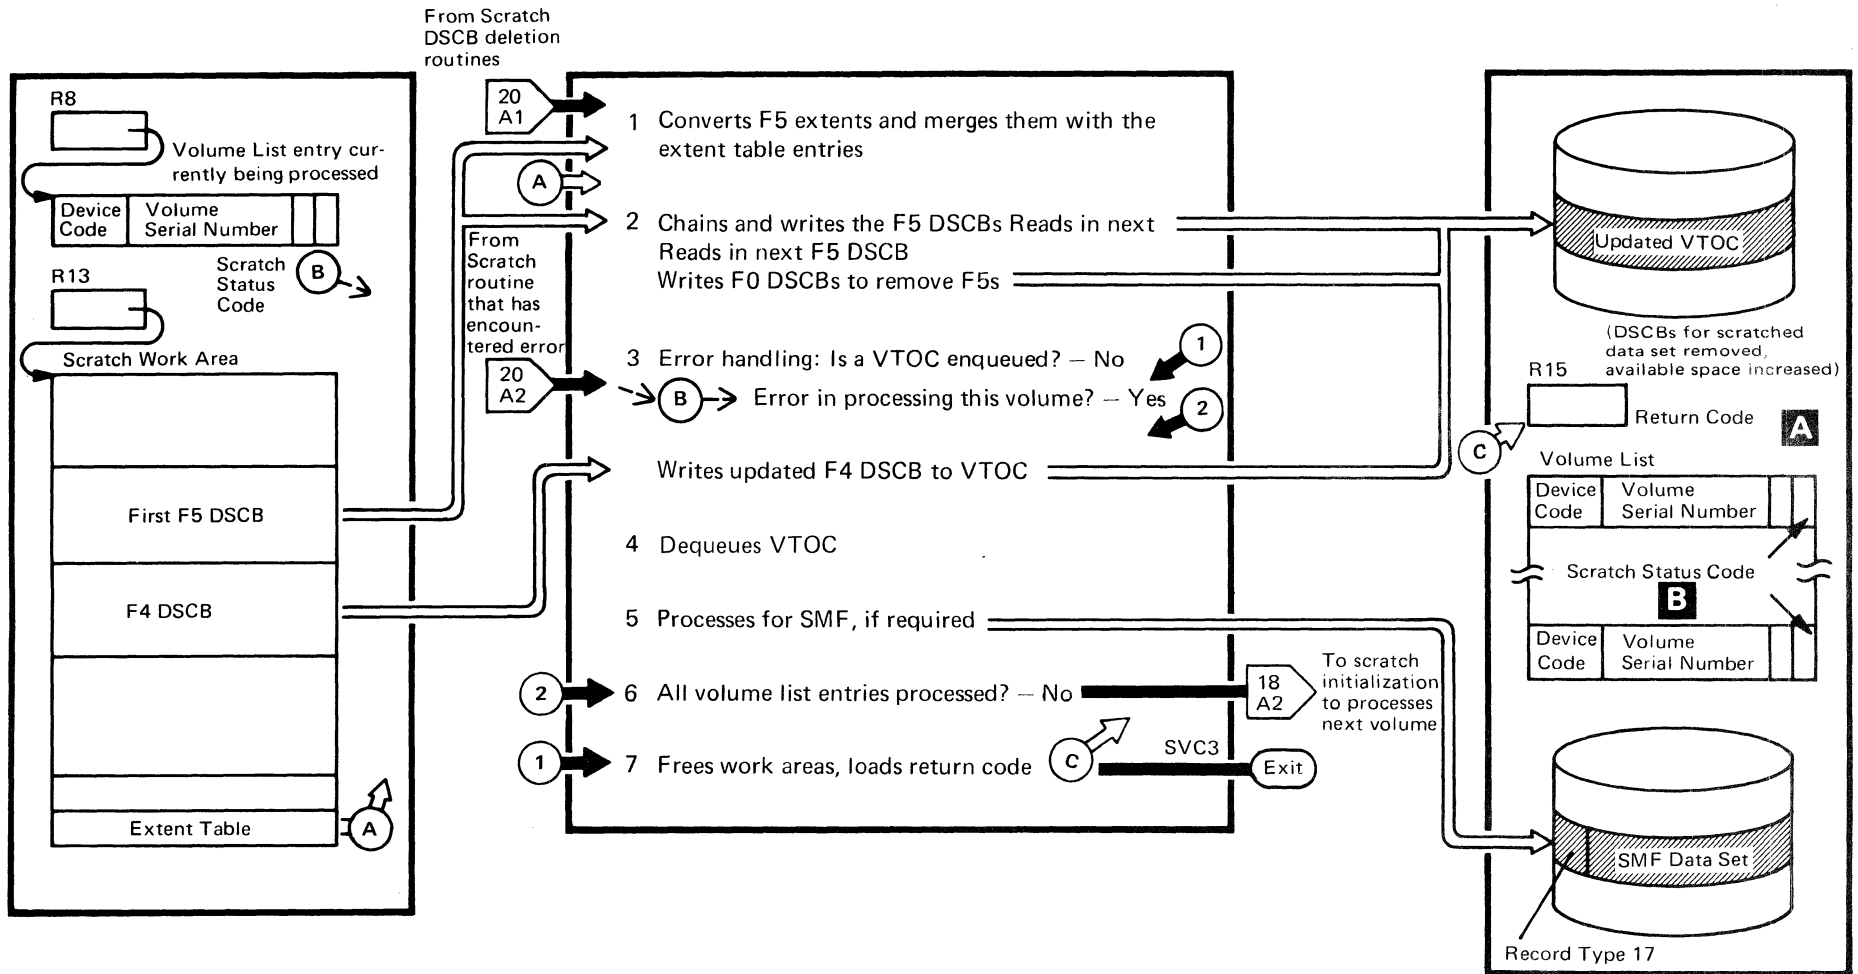 From Scratch
DSCB deletion
routines
R8
Volume List entry cur-
rently being processed
Device
Code
Volume
Serial Number
Scratch
Status
Code
B
R13
Scratch Work Area
First F5 DSCB
F4 DSCB
Extent Table
A
20
A1
1 Converts F5 extents and merges them with the
extent table entries
A
2 Chains and writes the F5 DSCBs Reads in next
Reads in next F5 DSCB
Writes F0 DSCBs to remove F5s
From
Scratch
routine
that has
encoun-
tered error
20
A2
3 Error handling: Is a VTOC enqueued? — No
1
B
Error in processing this volume? — Yes
2
Writes updated F4 DSCB to VTOC
4 Dequeues VTOC
5 Processes for SMF, if required
2
6 All volume list entries processed? — No
18
A2
To scratch
initialization
to processes
next volume
1
7 Frees work areas, loads return code
C
SVC3
Exit
Updated VTOC
(DSCBs for scratched
data set removed,
available space increased)
R15
Return Code
A
C
Volume List
Device
Code
Volume
Serial Number
Scratch Status Code
B
Device
Code
Volume
Serial Number
SMF Data Set
Record Type 17